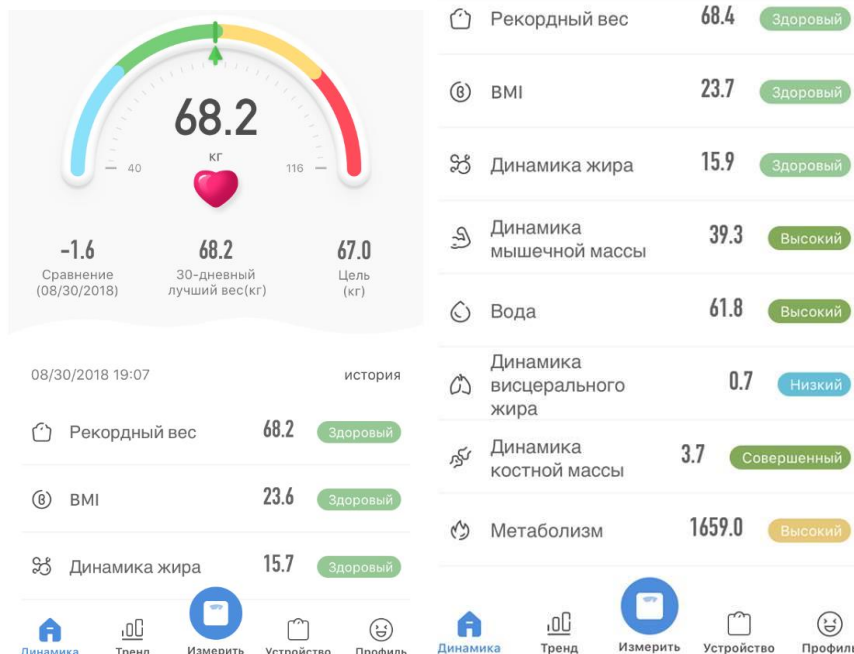 68.2
кг
40
116
-1.6
68.2
67.0
Сравнение
(08/30/2018)
30-дневный
лучший вес(кг)
Цель
(кг)
08/30/2018 19:07
история
Рекордный вес 68.2 Здоровый
BMI 23.6 Здоровый
Динамика жира 15.7 Здоровый
Динамика Тренд Измерить Устройство Профиль
Рекордный вес 68.4 Здоровый
BMI 23.7 Здоровый
Динамика жира 15.9 Здоровый
Динамика
мышечной массы 39.3 Высокий
Вода 61.8 Высокий
Динамика
висцерального 0.7 Низкий
жира
Динамика
костной массы 3.7 Совершенный
Метаболизм 1659.0 Высокий
Динамика Тренд Измерить Устройство Профиль